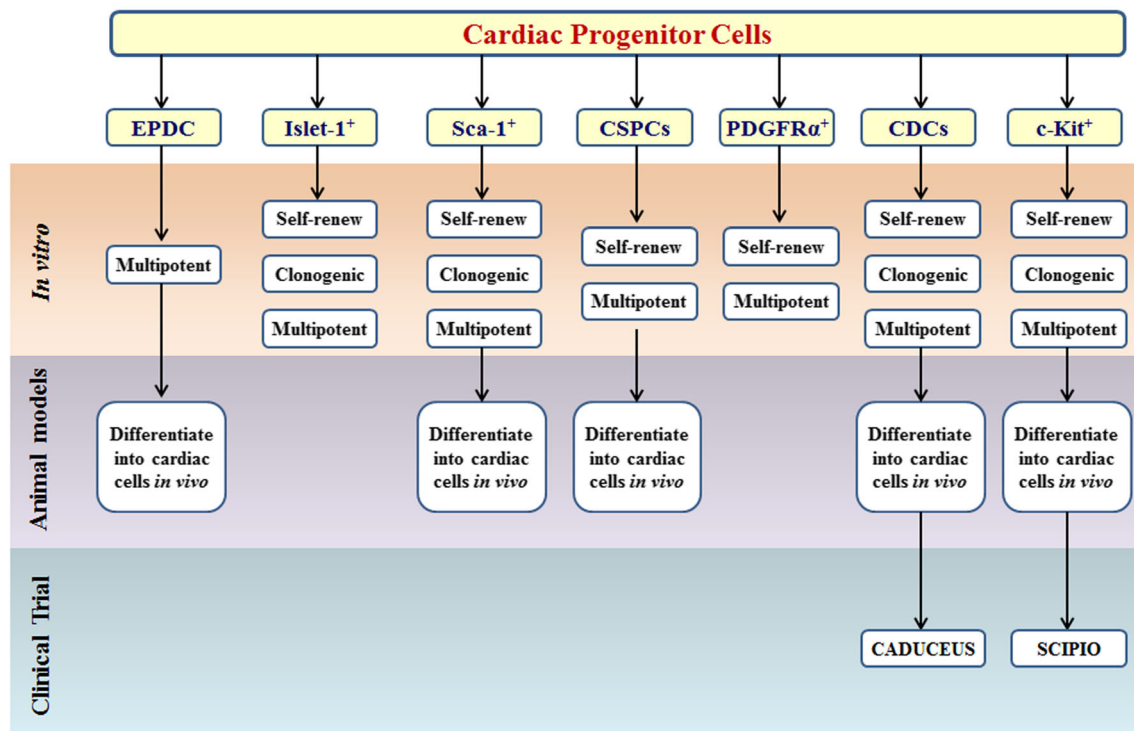 Cardiac Progenitor Cells
EPDC
Islet-1⁺
Sca-1⁺
CSPCs
PDGFRα⁺
CDCs
c-Kit⁺
In vitro
Multipotent
Self-renew
Clonogenic
Multipotent
Self-renew
Clonogenic
Multipotent
Self-renew
Multipotent
Self-renew
Multipotent
Self-renew
Clonogenic
Multipotent
Self-renew
Clonogenic
Multipotent
Animal models
Differentiate
into cardiac
cells in vivo
Differentiate
into cardiac
cells in vivo
Differentiate
into cardiac
cells in vivo
Differentiate
into cardiac
cells in vivo
Differentiate
into cardiac
cells in vivo
Clinical Trial
CADUCEUS
SCIPIO